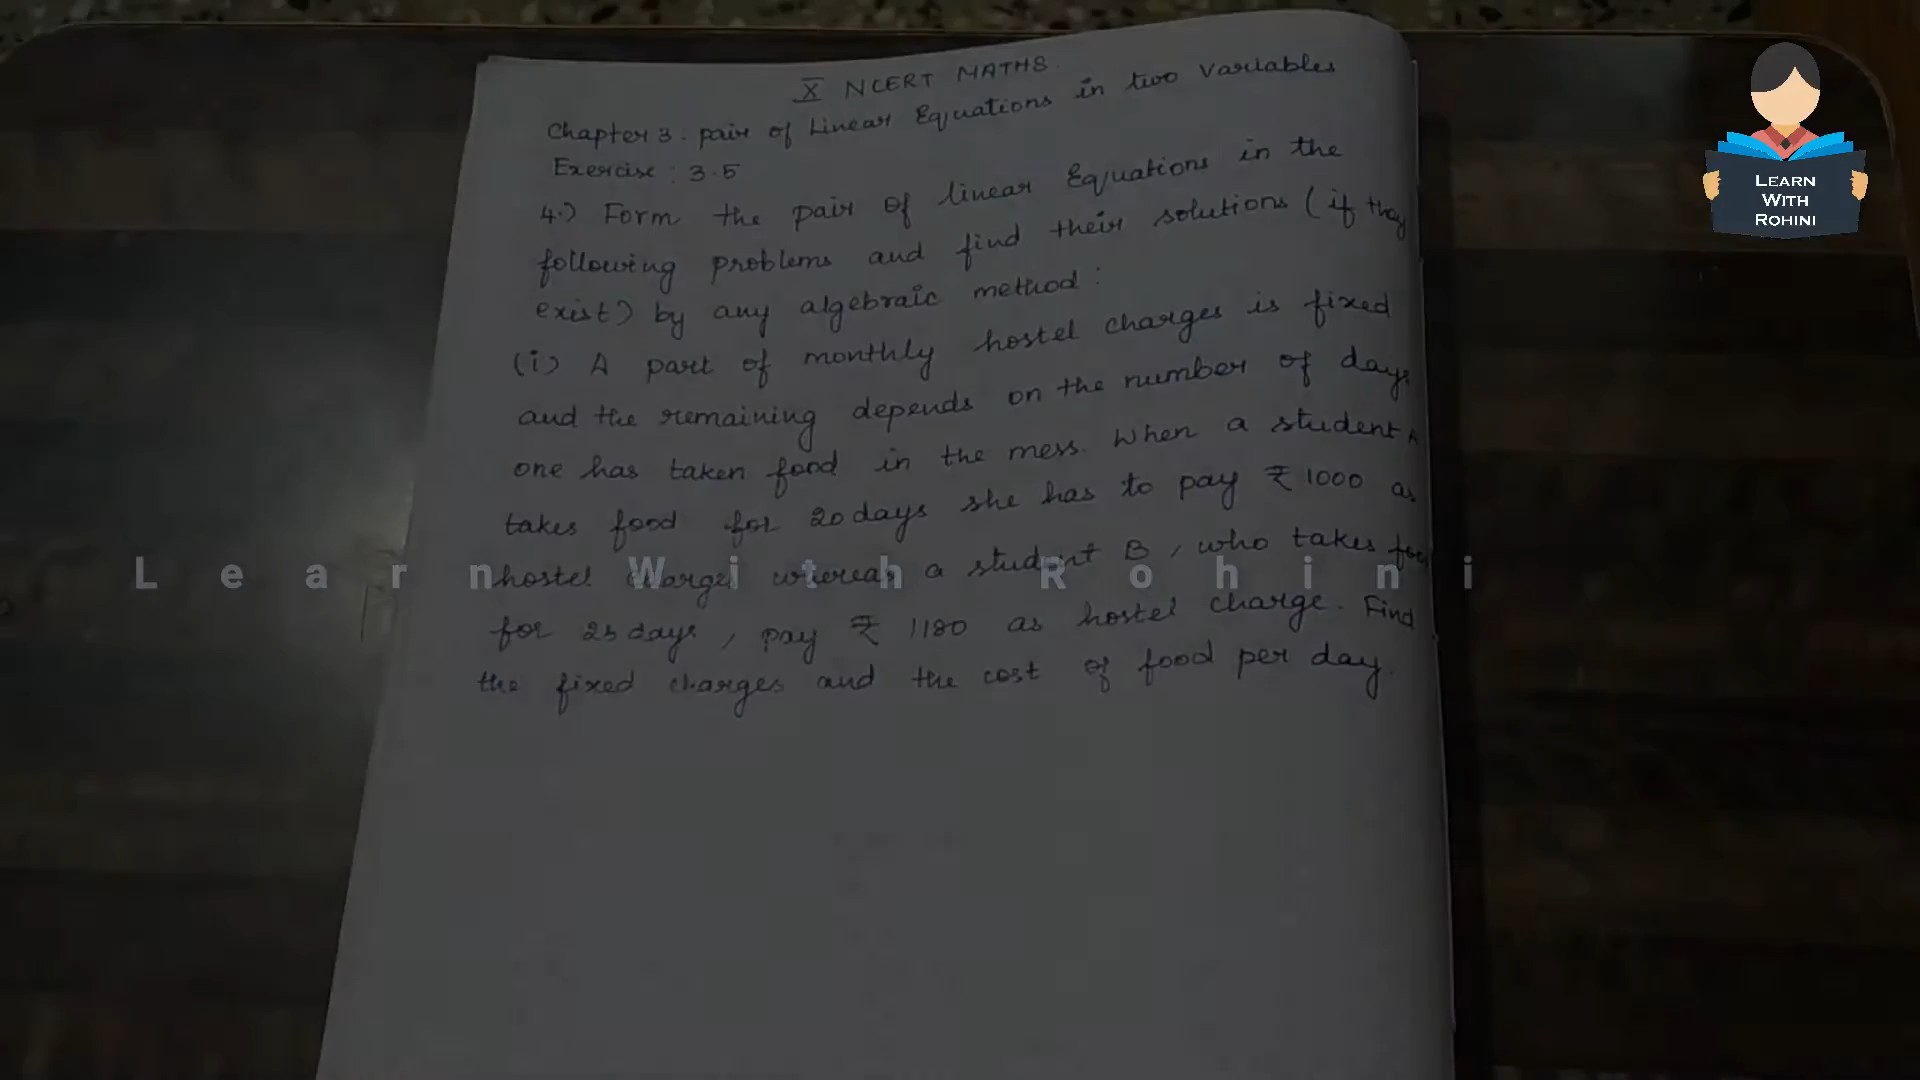 X NCERT MATHS.
Chapter 3. pair of Linear Equations in two variables
Exercise : 3.5
4.) Form the pair of linear Equations in the
following problems and find their solutions (if they
exist) by any algebraic method :
(i) A part of monthly hostel charges is fixed
and the remaining depends on the number of days
one has taken food in the mess. When a student A
takes food for 20 days she has to pay ₹ 1000 as
hostel charges whereas a student B, who takes food
for 25 days, pay ₹ 1180 as hostel charge. Find
the fixed charges and the cost of food per day.
Learn With Rohini
LEARN
WITH
ROHINI